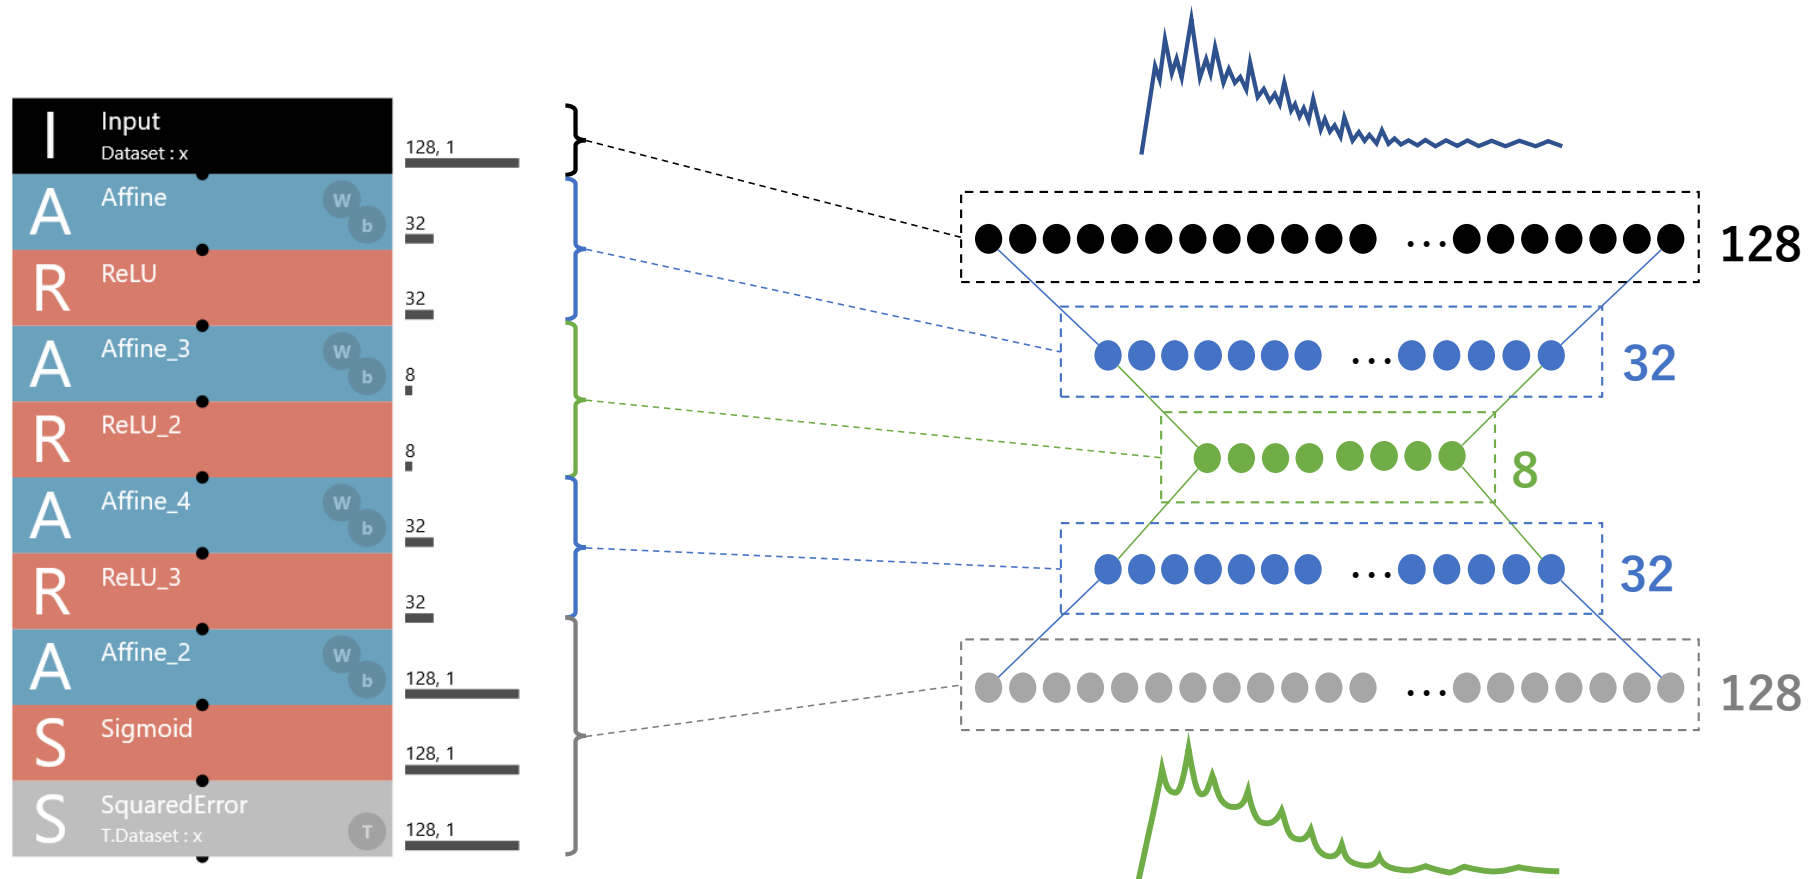 I Input
Dataset : x
128, 1
A Affine W b
32
R ReLU
32
A Affine_3 W b
8
R ReLU_2
8
A Affine_4 W b
32
R ReLU_3
32
A Affine_2 W b
128, 1
S Sigmoid
128, 1
S SquaredError
T.Dataset : x T
128, 1
... 128
... 32
8
... 32
... 128